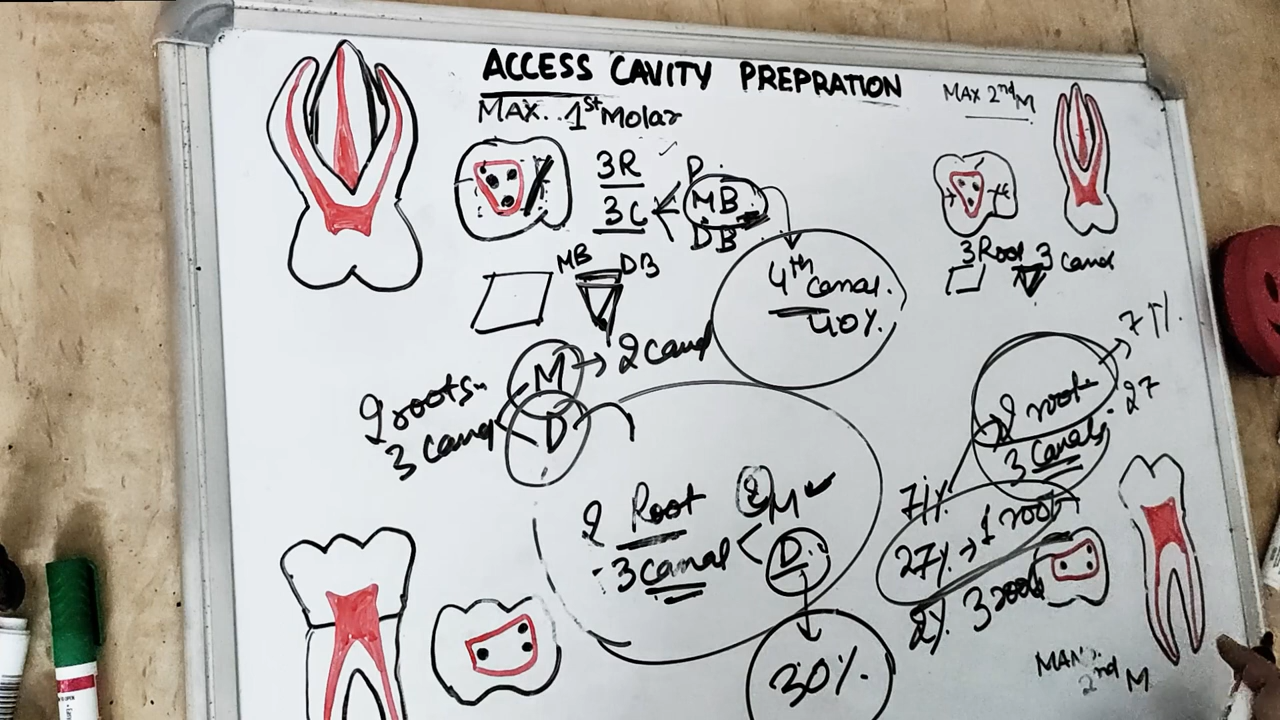 ACCESS CAVITY PREPRATION
MAX.. 1st Molar
MAX 2nd M
3R
3C
P.
MB
DB
MB DB
4th canal.
40%.
3 Root 3 canal
2 roots..
3 canal
M → 2 canal
D
2 Root
3 canal
2M
D
30%.
2 root
3 canals
71%.
27
71%.
27%. → 1 root
2%. 3 root
MAN.
2nd M